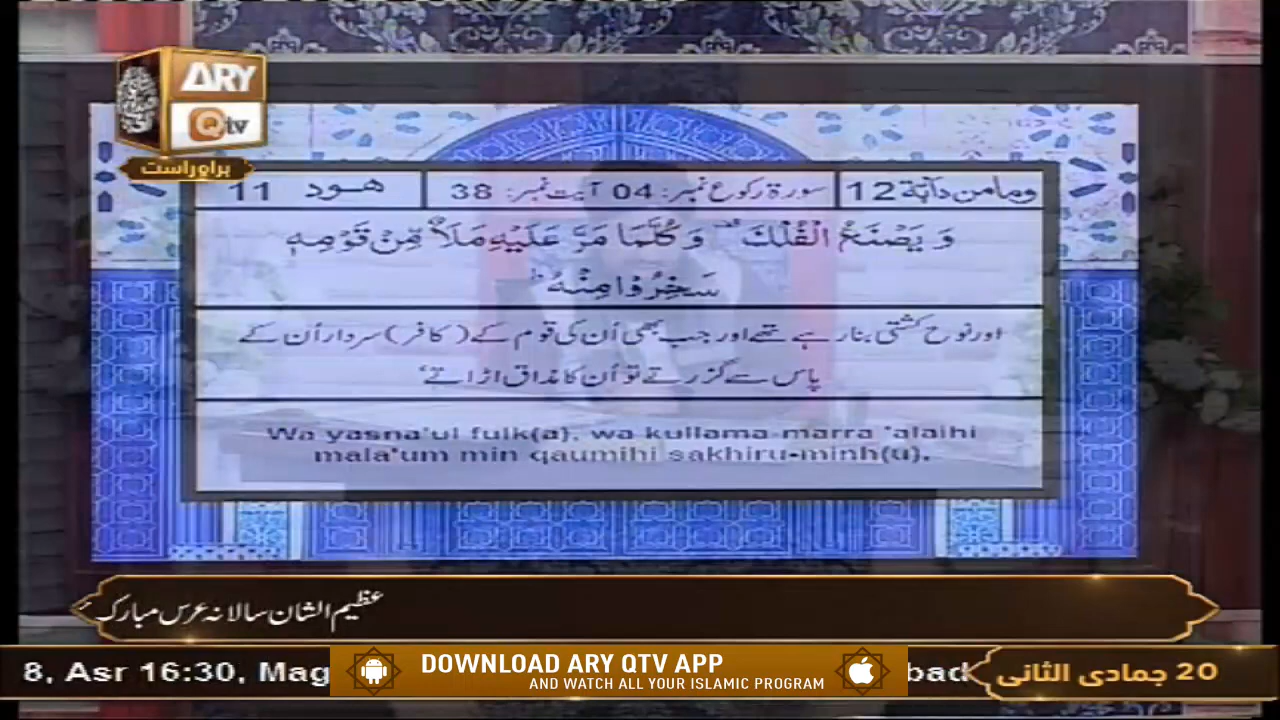 ARY
Qtv
براہ راست
ومامن دآبۃ 12
سورۃ رکوع نمبر: 04 آیت نمبر: 38
ھود 11
وَ یَصْنَعُ الْفُلْكَ ۫ وَ كُلَّمَا مَرَّ عَلَیْهِ مَلَاٌ مِّنْ قَوْمِهٖ
سَخِرُوْا مِنْهُ ؕ
اور نوح کشتی بنا رہے تھے اور جب بھی اُن کی قوم کے (کافر) سردار اُن کے
پاس سے گزرتے تو اُن کا مذاق اڑاتے‘
Wa yasna'ul fulk(a), wa kullama-marra 'alaihi
mala'um min qaumihi sakhiru-minh(u).
عظیم الشان سالانہ عرس مبارک
8, Asr 16:30, Mag
DOWNLOAD ARY QTV APP
AND WATCH ALL YOUR ISLAMIC PROGRAM
bad
20 جمادی الثانی